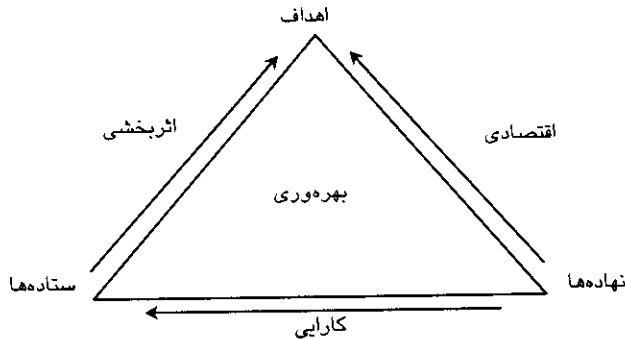 اهداف
اقتصادی
اثربخشی
بهره‌وری
نهاده‌ها
ستاده‌ها
کارایی